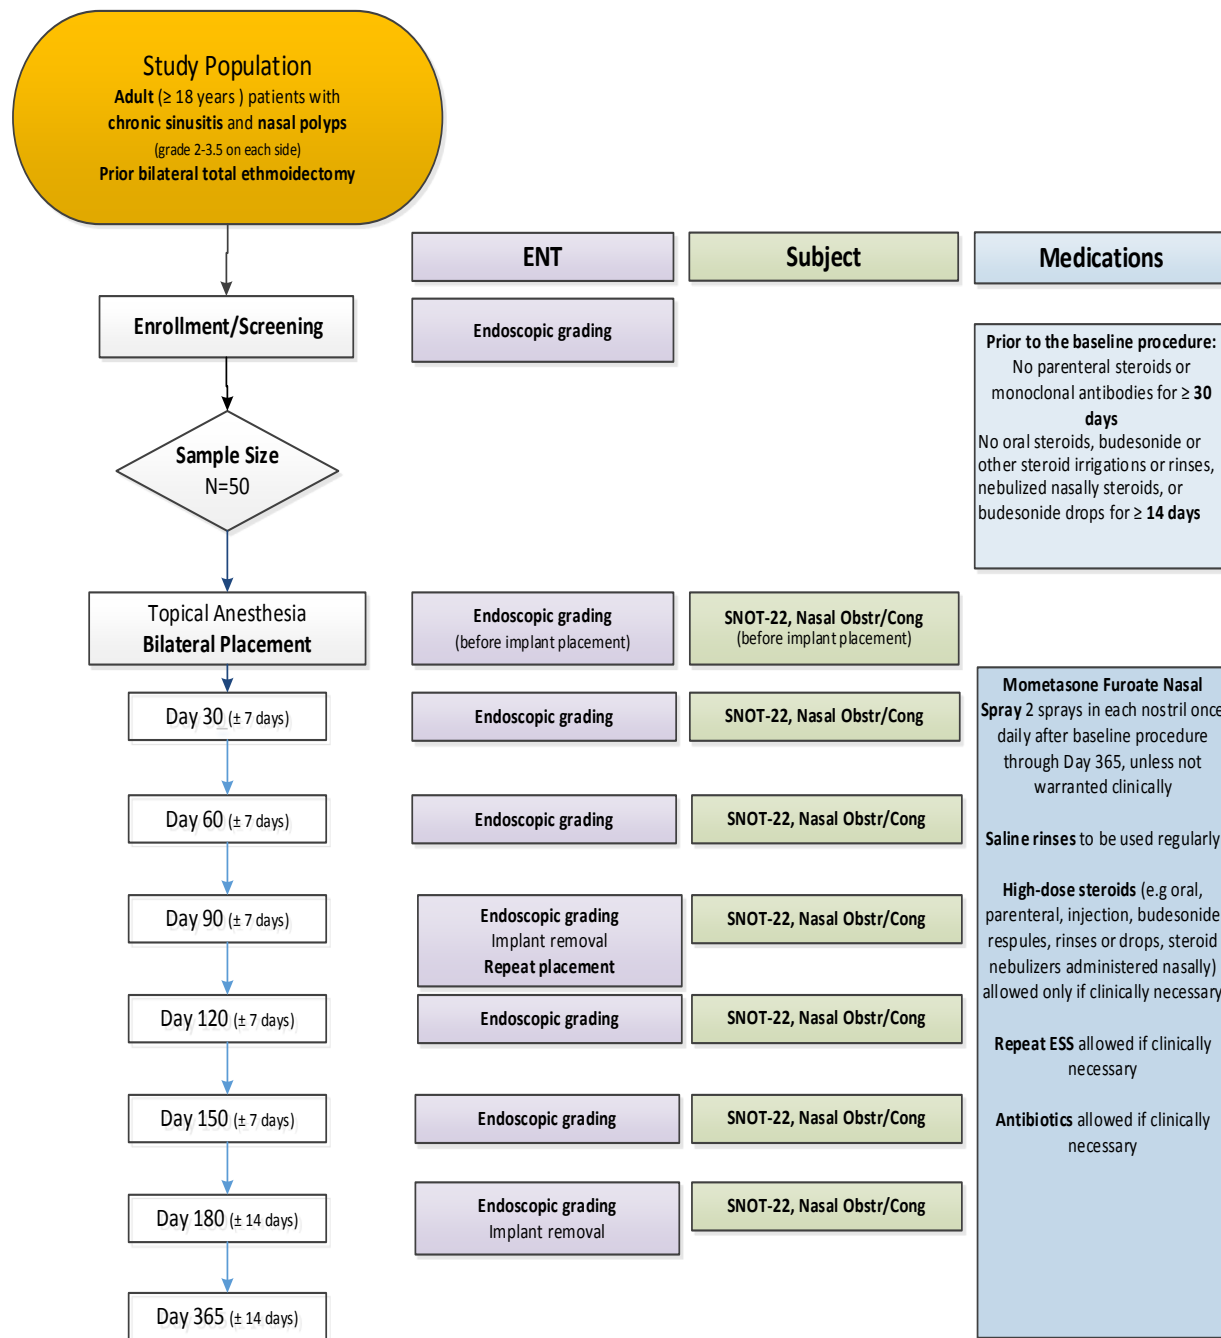 Study Population
Adult (≥ 18 years ) patients with
chronic sinusitis and nasal polyps
(grade 2-3.5 on each side)
Prior bilateral total ethmoidectomy
ENT
Subject
Medications
Enrollment/Screening
Endoscopic grading
Prior to the baseline procedure:
No parenteral steroids or
monoclonal antibodies for ≥ 30
days
No oral steroids, budesonide or
other steroid irrigations or rinses,
nebulized nasally steroids, or
budesonide drops for ≥ 14 days
Sample Size
N=50
Topical Anesthesia
Bilateral Placement
Endoscopic grading
(before implant placement)
SNOT-22, Nasal Obstr/Cong
(before implant placement)
Day 30 (± 7 days)
Endoscopic grading
SNOT-22, Nasal Obstr/Cong
Mometasone Furoate Nasal
Spray 2 sprays in each nostril once
daily after baseline procedure
through Day 365, unless not
warranted clinically
Saline rinses to be used regularly
High-dose steroids (e.g oral,
parenteral, injection, budesonide
respules, rinses or drops, steroid
nebulizers administered nasally)
allowed only if clinically necessary
Repeat ESS allowed if clinically
necessary
Antibiotics allowed if clinically
necessary
Day 60 (± 7 days)
Endoscopic grading
SNOT-22, Nasal Obstr/Cong
Day 90 (± 7 days)
Endoscopic grading
Implant removal
Repeat placement
SNOT-22, Nasal Obstr/Cong
Day 120 (± 7 days)
Endoscopic grading
SNOT-22, Nasal Obstr/Cong
Day 150 (± 7 days)
Endoscopic grading
SNOT-22, Nasal Obstr/Cong
Day 180 (± 14 days)
Endoscopic grading
Implant removal
SNOT-22, Nasal Obstr/Cong
Day 365 (± 14 days)